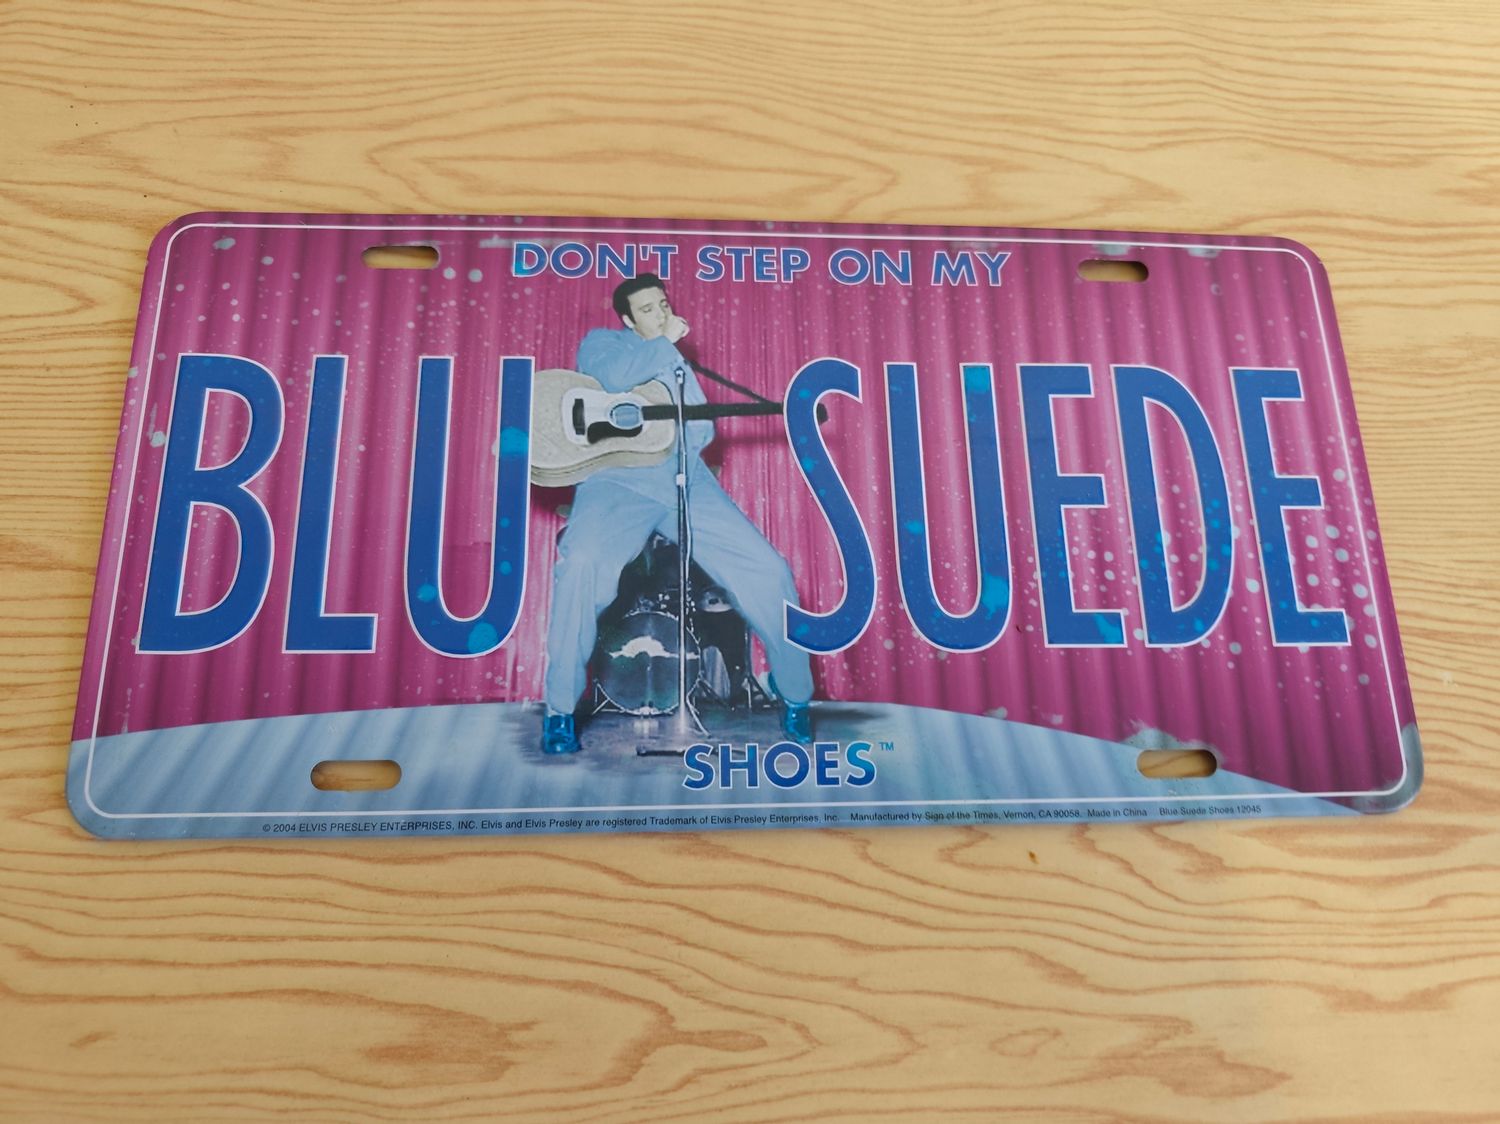 DON'T STEP ON MY
BLU SUEDE
SHOES™
© 2004 ELVIS PRESLEY ENTERPRISES, INC. Elvis and Elvis Presley are registered Trademark of Elvis Presley Enterprises, Inc. Manufactured by Sign of the Times, Vernon, CA 90058. Made in China Blue Suede Shoes 12045